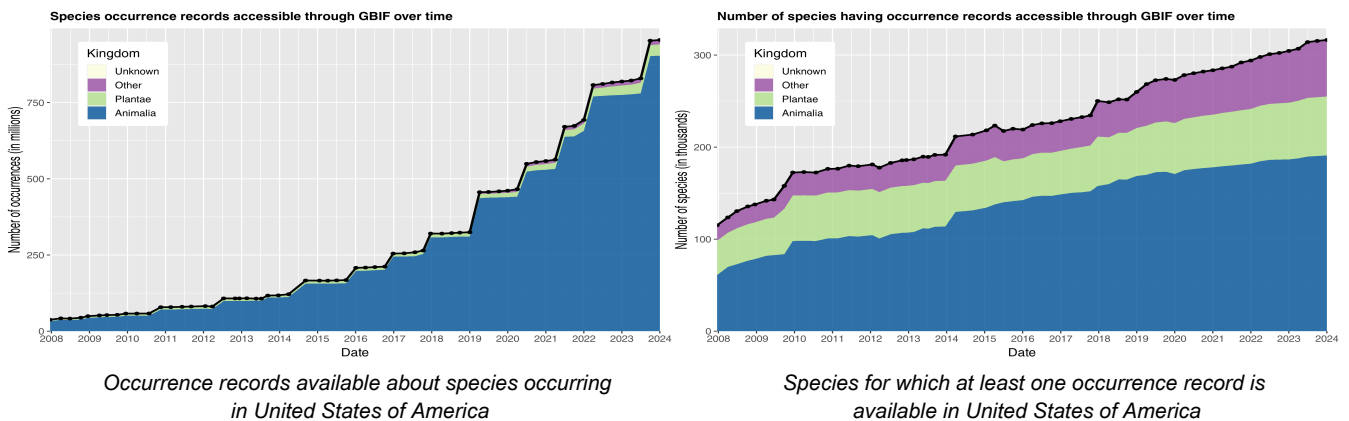 Species occurrence records accessible through GBIF over time
Number of occurrences (in millions)
750
500
250
0
Kingdom
Unknown
Other
Plantae
Animalia
2008 2009 2010 2011 2012 2013 2014 2015 2016 2017 2018 2019 2020 2021 2022 2023 2024
Date
Occurrence records available about species occurring
in United States of America
Number of species having occurrence records accessible through GBIF over time
Number of species (in thousands)
300
200
100
0
Kingdom
Unknown
Other
Plantae
Animalia
2008 2009 2010 2011 2012 2013 2014 2015 2016 2017 2018 2019 2020 2021 2022 2023 2024
Date
Species for which at least one occurrence record is
available in United States of America